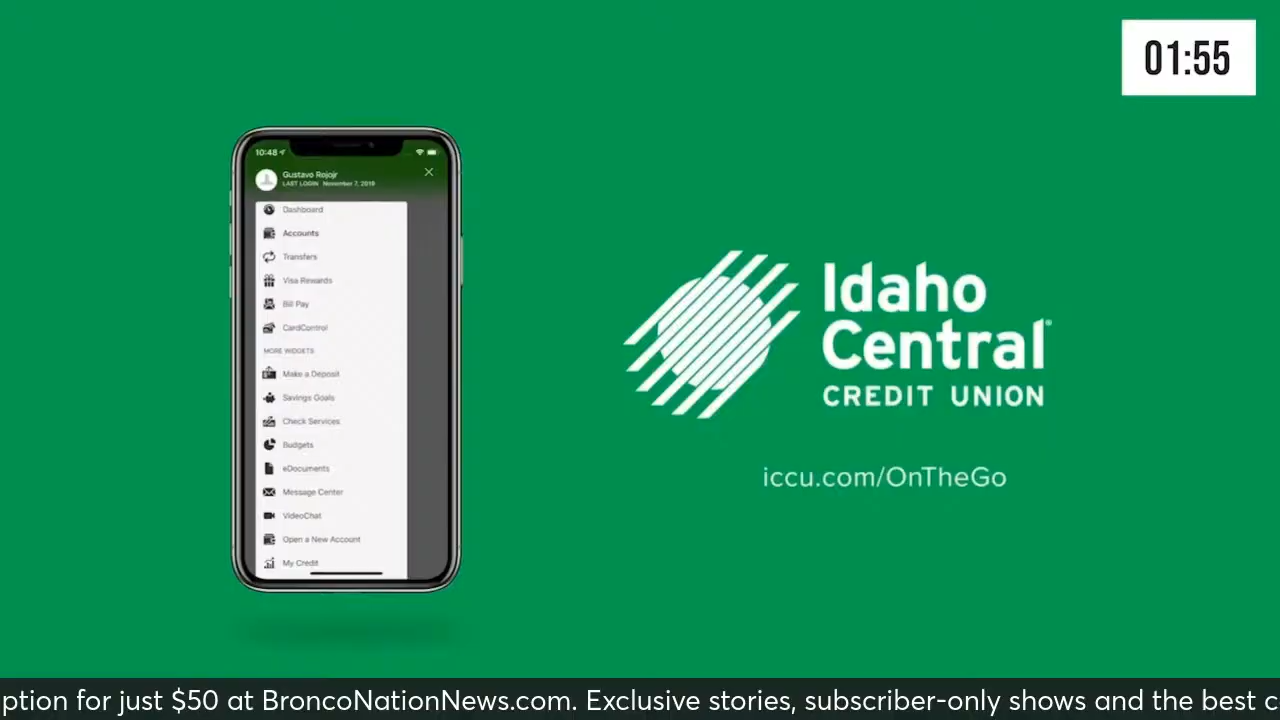 01:55
10:48
Gustavo Rojojr
LAST LOGIN November 7, 2019
Dashboard
Accounts
Transfers
Visa Rewards
Bill Pay
CardControl
MORE WIDGETS
Make a Deposit
Savings Goals
Check Services
Budgets
eDocuments
Message Center
VideoChat
Open a New Account
My Credit
Idaho
Central®
CREDIT UNION
iccu.com/OnTheGo
ption for just $50 at BroncoNationNews.com. Exclusive stories, subscriber-only shows and the best c